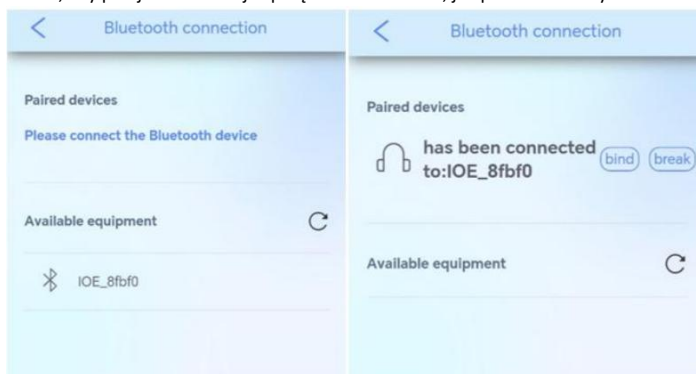 Bluetooth connection
Paired devices
Please connect the Bluetooth device
Available equipment
IOE_8fbf0
Bluetooth connection
Paired devices
has been connected
to:IOE_8fbf0
bind
break
Available equipment